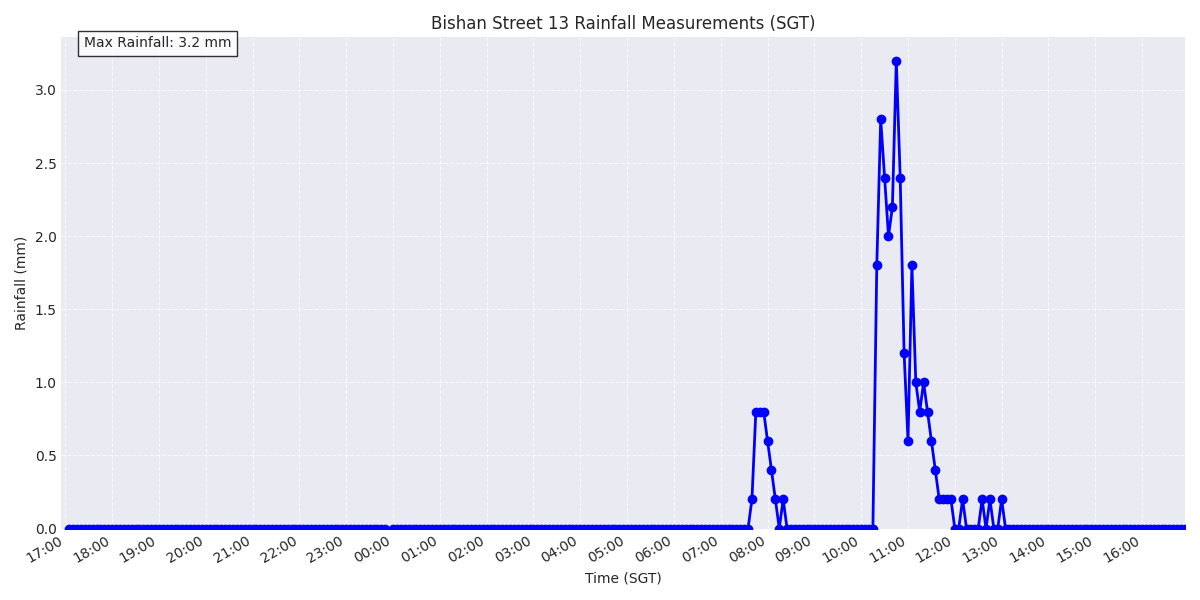 Bishan Street 13 Rainfall Measurements (SGT)
Max Rainfall: 3.2 mm
Rainfall (mm)
3.0
2.5
2.0
1.5
1.0
0.5
0.0
17:00 18:00 19:00 20:00 21:00 22:00 23:00 00:00 01:00 02:00 03:00 04:00 05:00 06:00 07:00 08:00 09:00 10:00 11:00 12:00 13:00 14:00 15:00 16:00
Time (SGT)